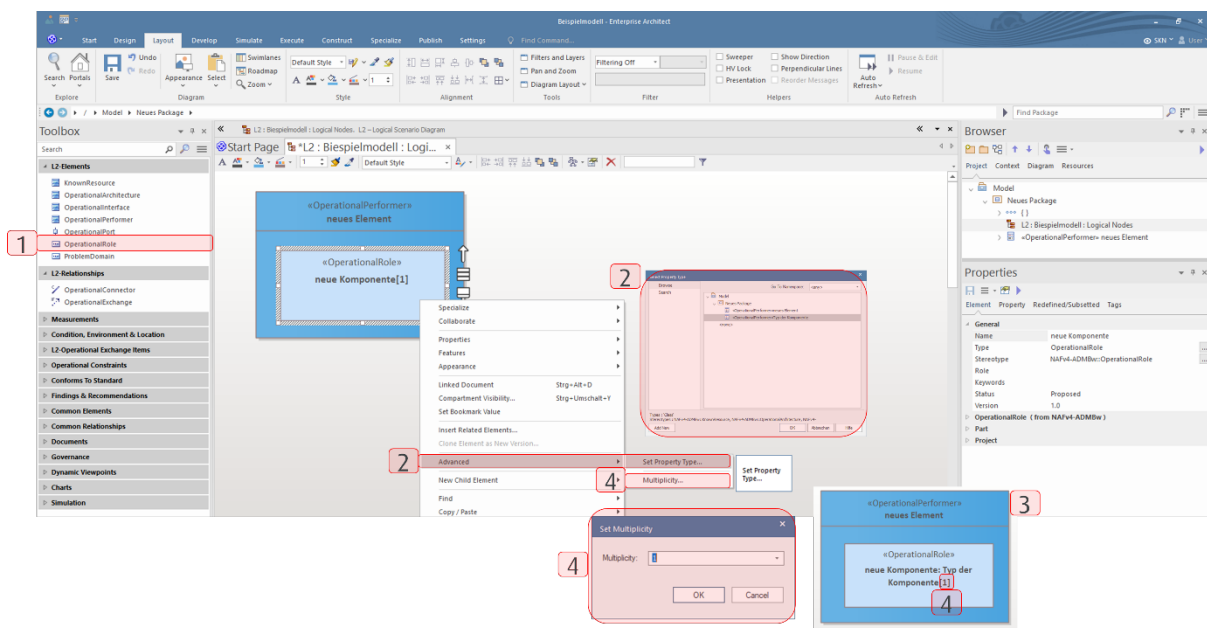 Beispielmodell - Enterprise Architect
Start Design Layout Develop Simulate Execute Construct Specialize Publish Settings Find Command...
SKN User
Search Portals Save Undo Redo Appearance Select Swimlanes Roadmap Zoom Default Style 1
Filters and Layers Pan and Zoom Diagram Layout Filtering Off
Sweeper HV Lock Presentation Show Direction Perpendicular Lines Reorder Messages
Auto Refresh Pause & Edit Resume
Explore Diagram Style Alignment Tools Filter Helpers Auto Refresh
/ Model Neues Package Find Package
Toolbox
Search
L2-Elements
KnownResource
OperationalArchitecture
OperationalInterface
OperationalPerformer
OperationalPort
1 OperationalRole
ProblemDomain
L2-Relationships
OperationalConnector
OperationalExchange
Measurements
Condition, Environment & Location
L2-Operational Exchange Items
Operational Constraints
Conforms To Standard
Findings & Recommendations
Common Elements
Common Relationships
Documents
Governance
Dynamic Viewpoints
Charts
Simulation
L2 : Biespielmodell : Logical Nodes. L2 – Logical Scenario Diagram
Start Page *L2 : Biespielmodell : Logi... ×
1 Default Style
«OperationalPerformer»
neues Element
«OperationalRole»
neue Komponente[1]
Specialize
Collaborate
Properties
Features
Appearance
Linked Document Strg+Alt+D
Compartment Visibility... Strg+Umschalt+Y
Set Bookmark Value
Insert Related Elements...
Clone Element as New Version...
2 Advanced
New Child Element
Find
Copy / Paste
Set Property Type...
4 Multiplicity...
Set Property
Type...
2
Model
Neues Package
OK
4
Set Multiplicity ×
Multiplicity: 1
OK Cancel
3
«OperationalPerformer»
neues Element
«OperationalRole»
neue Komponente: Typ der
Komponente[1]
4
Browser
Project Context Diagram Resources
Model
Neues Package
{ }
L2 : Biespielmodell : Logical Nodes
«OperationalPerformer» neues Element
Properties
Element Property Redefined/Subsetted Tags
General
Name neue Komponente
Type OperationalRole
Stereotype NAFv4-ADMBw::OperationalRole
Role
Keywords
Status Proposed
Version 1.0
OperationalRole ( from NAFv4-ADMBw )
Part
Project